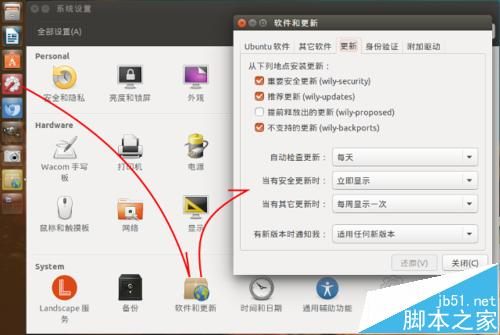 系统设置
全部设置(A)
Personal
安全和隐私
亮度和锁屏
外观
Hardware
Wacom 手写板
打印机
电源
鼠标和触摸板
网络
显示
System
Landscape 服务
备份
软件和更新
时间和日期
通用辅助功能
软件和更新
Ubuntu 软件
其它软件
更新
身份验证
附加驱动
从下列地点安装更新：
重要安全更新 (wily-security)
推荐更新 (wily-updates)
提前释放出的更新 (wily-proposed)
不支持的更新 (wily-backports)
自动检查更新：
每天
当有安全更新时：
立即显示
当有其它更新时：
每周显示一次
有新版本时通知我：
适用任何新版本
还原(V)
关闭(C)
jb51.net
脚本之家